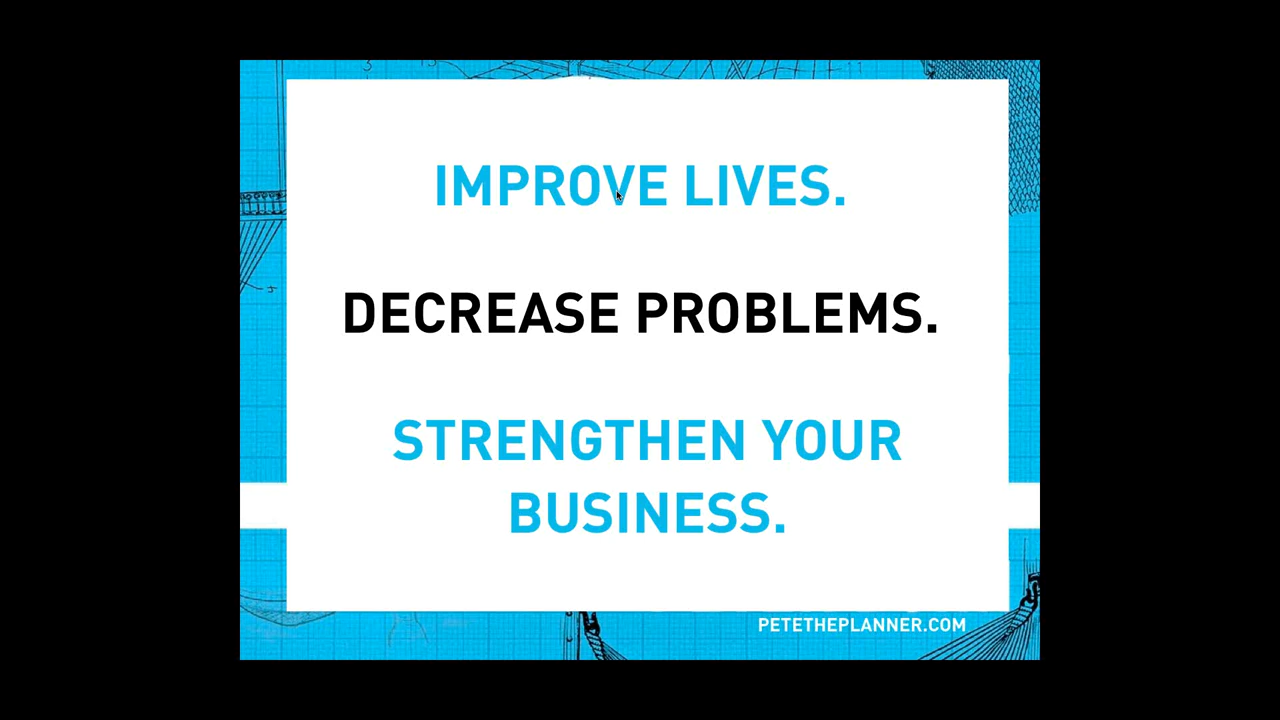 IMPROVE LIVES.
DECREASE PROBLEMS.
STRENGTHEN YOUR
BUSINESS.
PETETHEPLANNER.COM